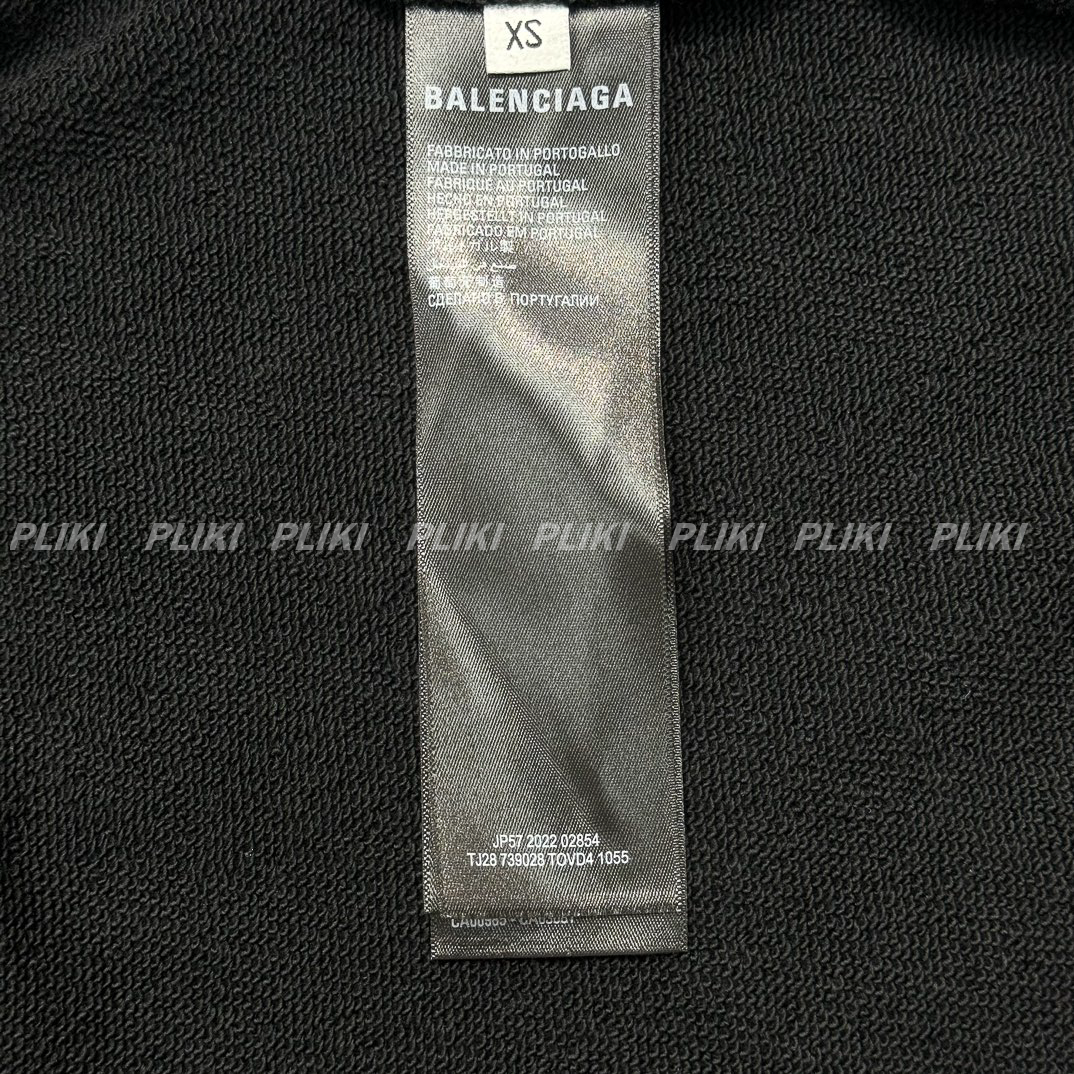 XS
BALENCIAGA
FABBRICATO IN PORTOGALLO
MADE IN PORTUGAL
FABRIQUE AU PORTUGAL
HECHO EN PORTUGAL
HERGESTELLT IN PORTUGAL
FABRICADO EM PORTUGAL
СДЕЛАНО В ПОРТУГАЛИИ
PLIKI PLIKI PLIKI PLIKI PLIKI PLIKI PLIKI PLIKI
JP57 2022 02854
TJ28 739028 TOVD4 1055